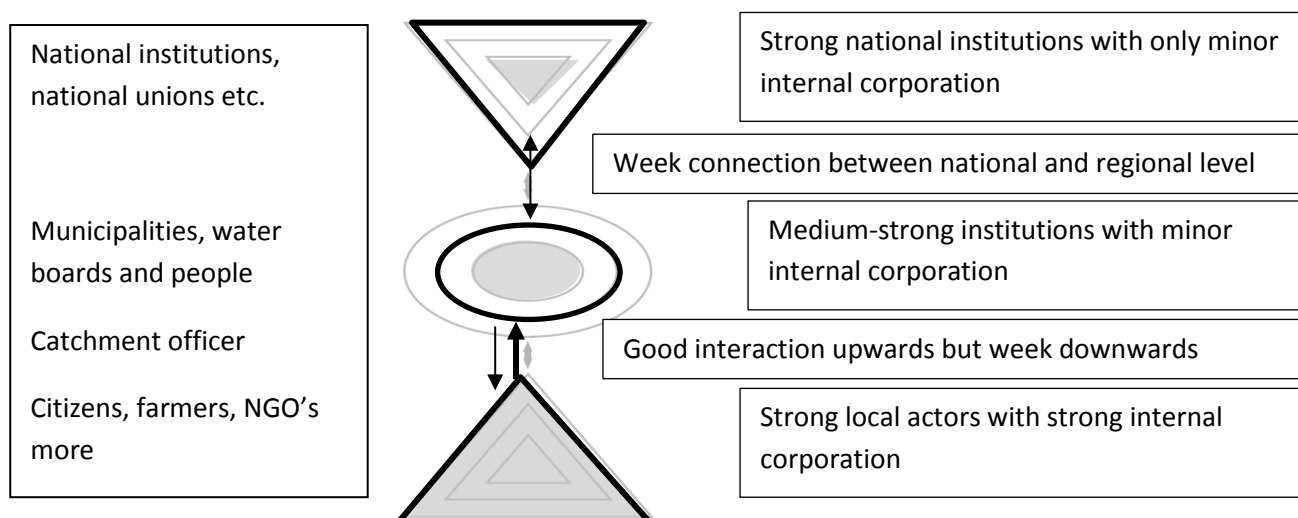 National institutions,
national unions etc.
Municipalities, water
boards and people
Catchment officer
Citizens, farmers, NGO’s
more
Strong national institutions with only minor
internal corporation
Week connection between national and regional level
Medium-strong institutions with minor
internal corporation
Good interaction upwards but week downwards
Strong local actors with strong internal
corporation